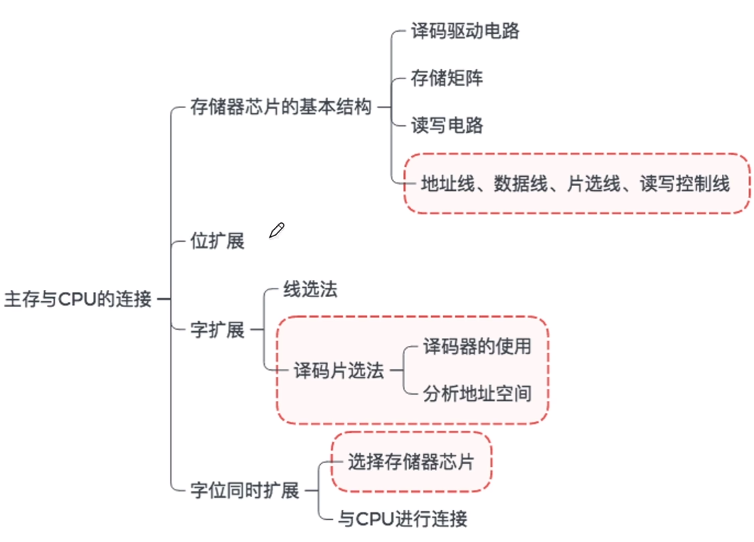 译码驱动电路
存储矩阵
存储器芯片的基本结构
读写电路
地址线、数据线、片选线、读写控制线
位扩展
主存与CPU的连接
线选法
字扩展
译码器的使用
译码片选法
分析地址空间
选择存储器芯片
字位同时扩展
与CPU进行连接